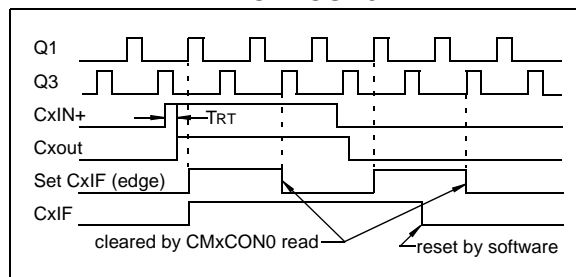 Q1
Q3
CxIN+
TRT
Cxout
Set CxIF (edge)
CxIF
cleared by CMxCON0 read
reset by software